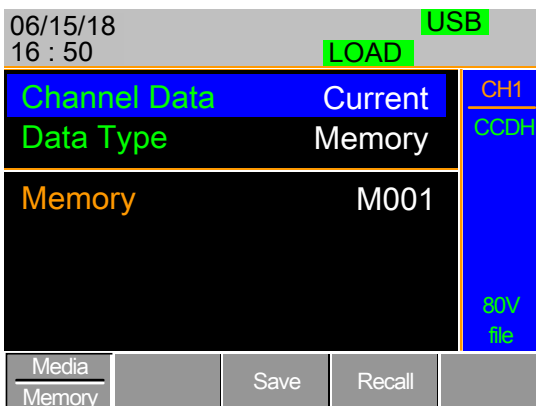 06/15/18
USB
16 : 50
LOAD
Channel Data Current
CH1
Data Type Memory
CCDH
Memory M001
80V
file
Media
Memory
Save
Recall